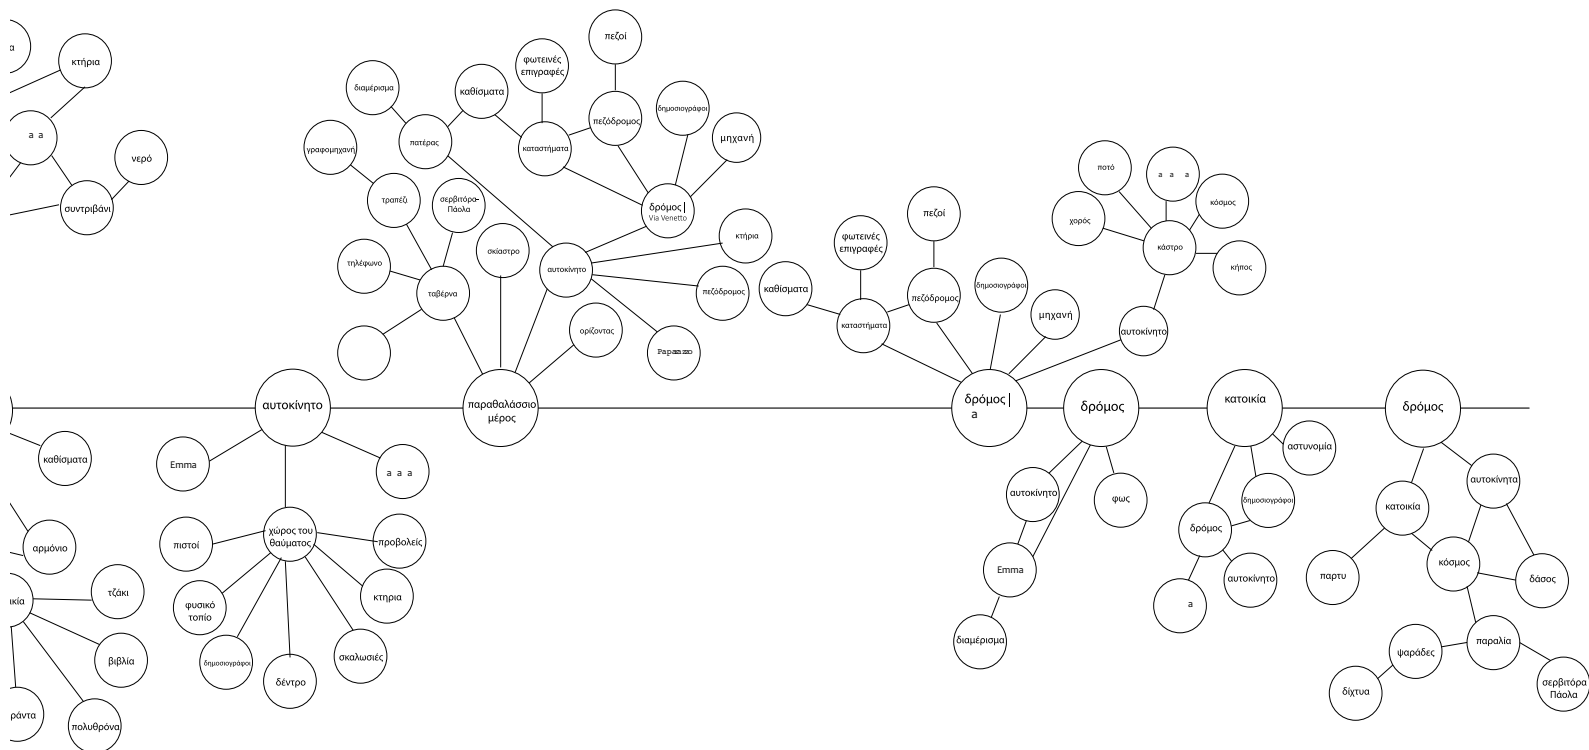 πεζοί
α
κτήρια
φωτεινές
επιγραφές
διαμέρισμα
καθίσματα
δημοσιογράφοι
πεζόδρομος
a a
μηχανή
πατέρας
καταστήματα
γραφομηχανή
νερό
ποτό
a a a
τραπέζι
σερβιτόρα-
Πάολα
κόσμος
συντριβάνι
δρόμος|
Via Venetto
πεζοί
χορός
κτήρια
φωτεινές
επιγραφές
κάστρο
σκίαστρο
τηλέφωνο
αυτοκίνητο
κήπος
δημοσιογράφοι
καθίσματα
ταβέρνα
πεζόδρομος
πεζόδρομος
μηχανή
καταστήματα
ορίζοντας
αυτοκίνητο
αυτοκίνητο
παραθαλάσσιο
μέρος
δρόμος|
a
δρόμος
κατοικία
δρόμος
καθίσματα
Emma
a a a
αστυνομία
αυτοκίνητο
φως
δημοσιογράφοι
κατοικία
αυτοκίνητα
αρμόνιο
πιστοί
χώρος του
θαύματος
προβολείς
δρόμος
Emma
κόσμος
τζάκι
κτηρια
αυτοκίνητο
παρτυ
δάσος
ικία
φυσικό
τοπίο
a
διαμέρισμα
βιβλία
δημοσιογράφοι
σκαλωσιές
ψαράδες
παραλία
δέντρο
δίχτυα
σερβιτόρα
Πάολα
ράντα
πολυθρόνα